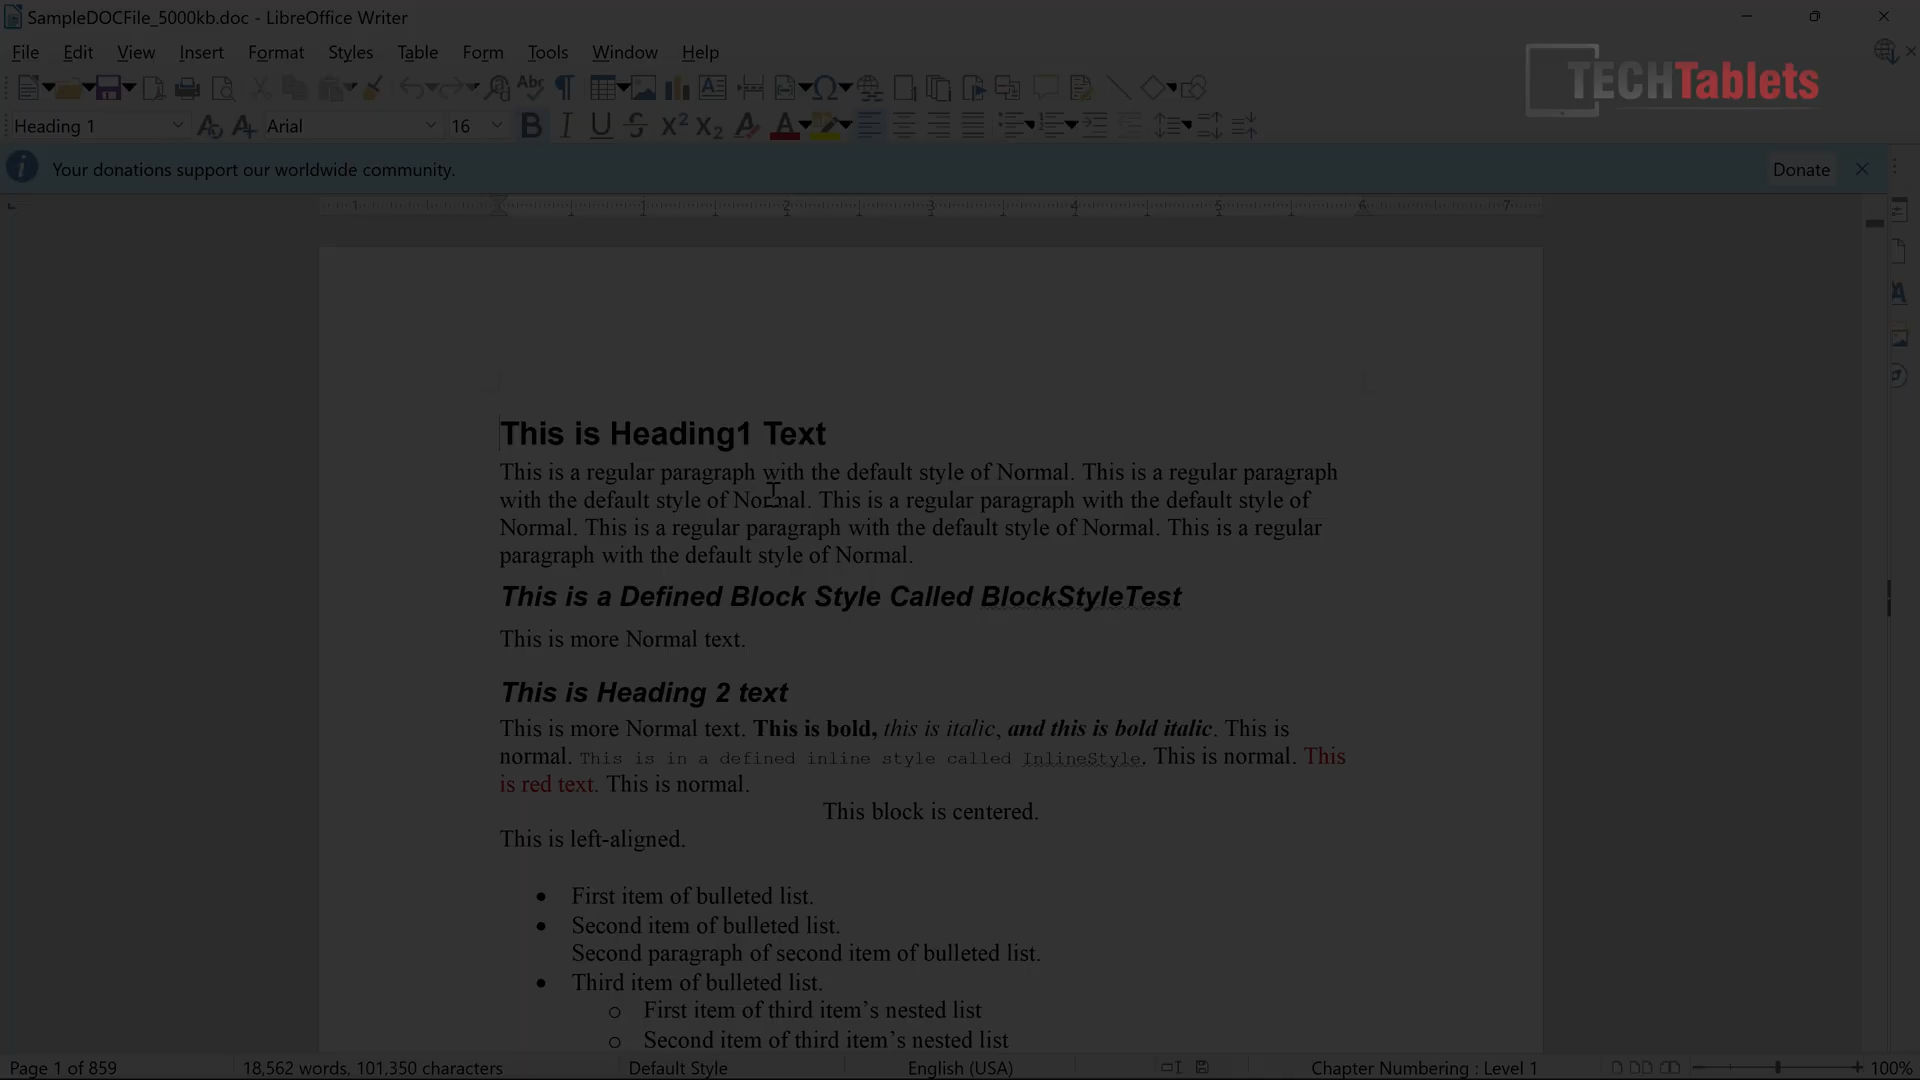 SampleDOCFile_5000kb.doc - LibreOffice Writer
File Edit View Insert Format Styles Table Form Tools Window Help
TECHTablets
Heading 1 Arial 16
Your donations support our worldwide community. Donate
1 1 2 3 4 5 6 7
This is Heading1 Text
This is a regular paragraph with the default style of Normal. This is a regular paragraph
with the default style of Normal. This is a regular paragraph with the default style of
Normal. This is a regular paragraph with the default style of Normal. This is a regular
paragraph with the default style of Normal.
This is a Defined Block Style Called BlockStyleTest
This is more Normal text.
This is Heading 2 text
This is more Normal text. This is bold, this is italic, and this is bold italic. This is
normal. This is in a defined inline style called InlineStyle. This is normal. This
is red text. This is normal.
This block is centered.
This is left-aligned.
• First item of bulleted list.
• Second item of bulleted list.
Second paragraph of second item of bulleted list.
• Third item of bulleted list.
o First item of third item’s nested list
o Second item of third item’s nested list
Page 1 of 859 18,562 words, 101,350 characters Default Style English (USA) Chapter Numbering : Level 1 100%